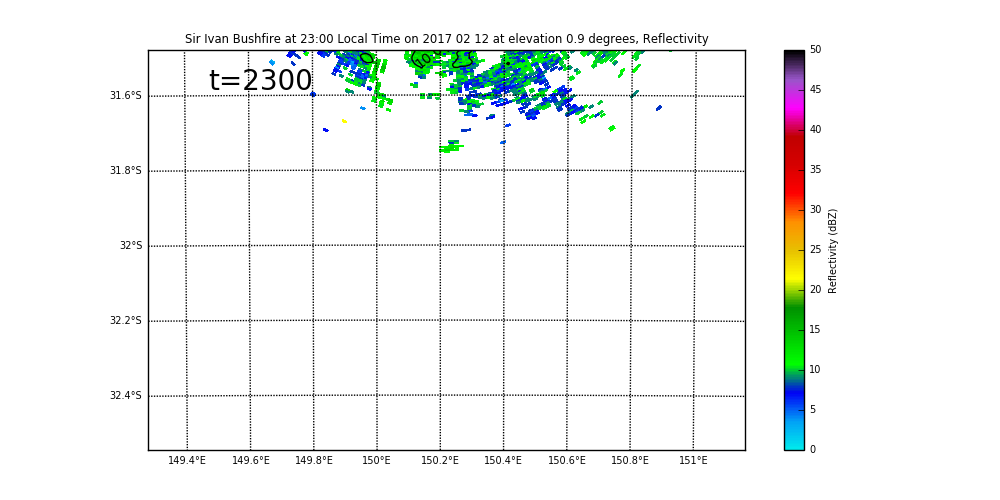 Sir Ivan Bushfire at 23:00 Local Time on 2017 02 12 at elevation 0.9 degrees, Reflectivity
t=2300
10
31.6°S
31.8°S
32°S
32.2°S
32.4°S
149.4°E 149.6°E 149.8°E 150°E 150.2°E 150.4°E 150.6°E 150.8°E 151°E
50
45
40
35
30
25
20
15
10
5
0
Reflectivity (dBZ)